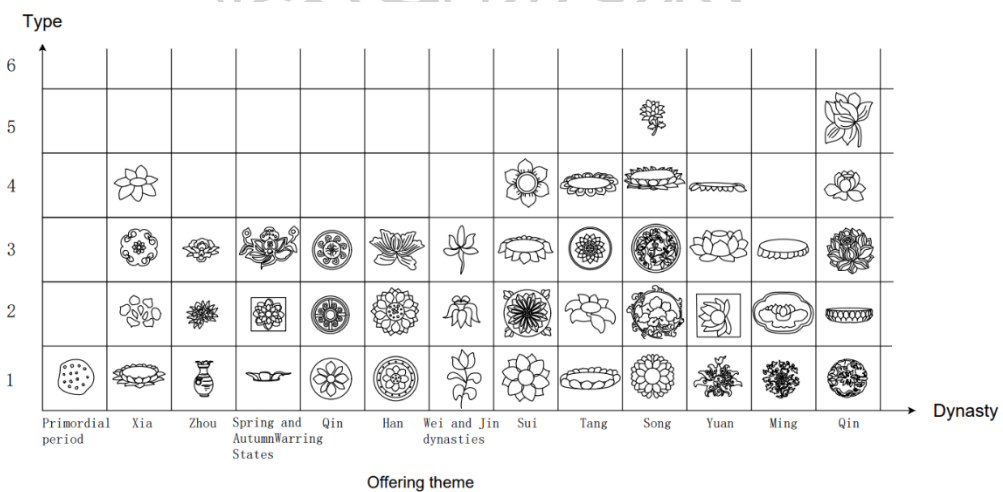 Type
6
5
4
3
2
1
Primordial period
Xia
Zhou
Spring and AutumnWarring States
Qin
Han
Wei and Jin dynasties
Sui
Tang
Song
Yuan
Ming
Qin
Dynasty
Offering theme